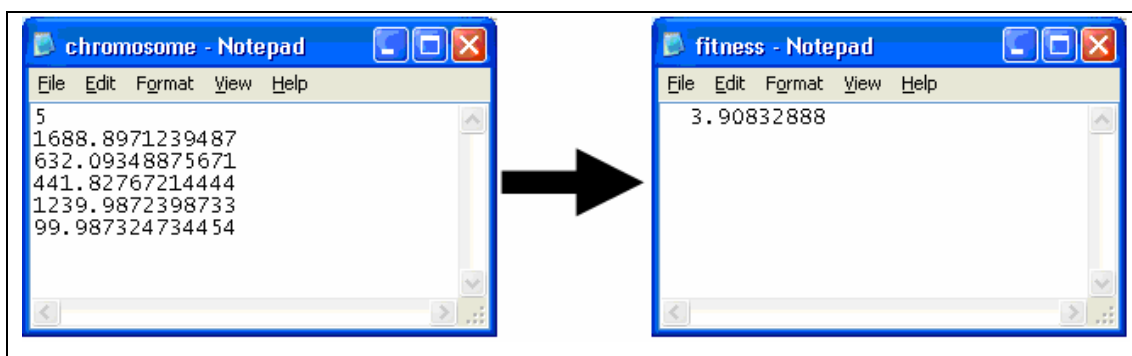 chromosome - Notepad
File Edit Format View Help
5
1688.8971239487
632.09348875671
441.82767214444
1239.9872398733
99.987324734454
fitness - Notepad
File Edit Format View Help
3.90832888